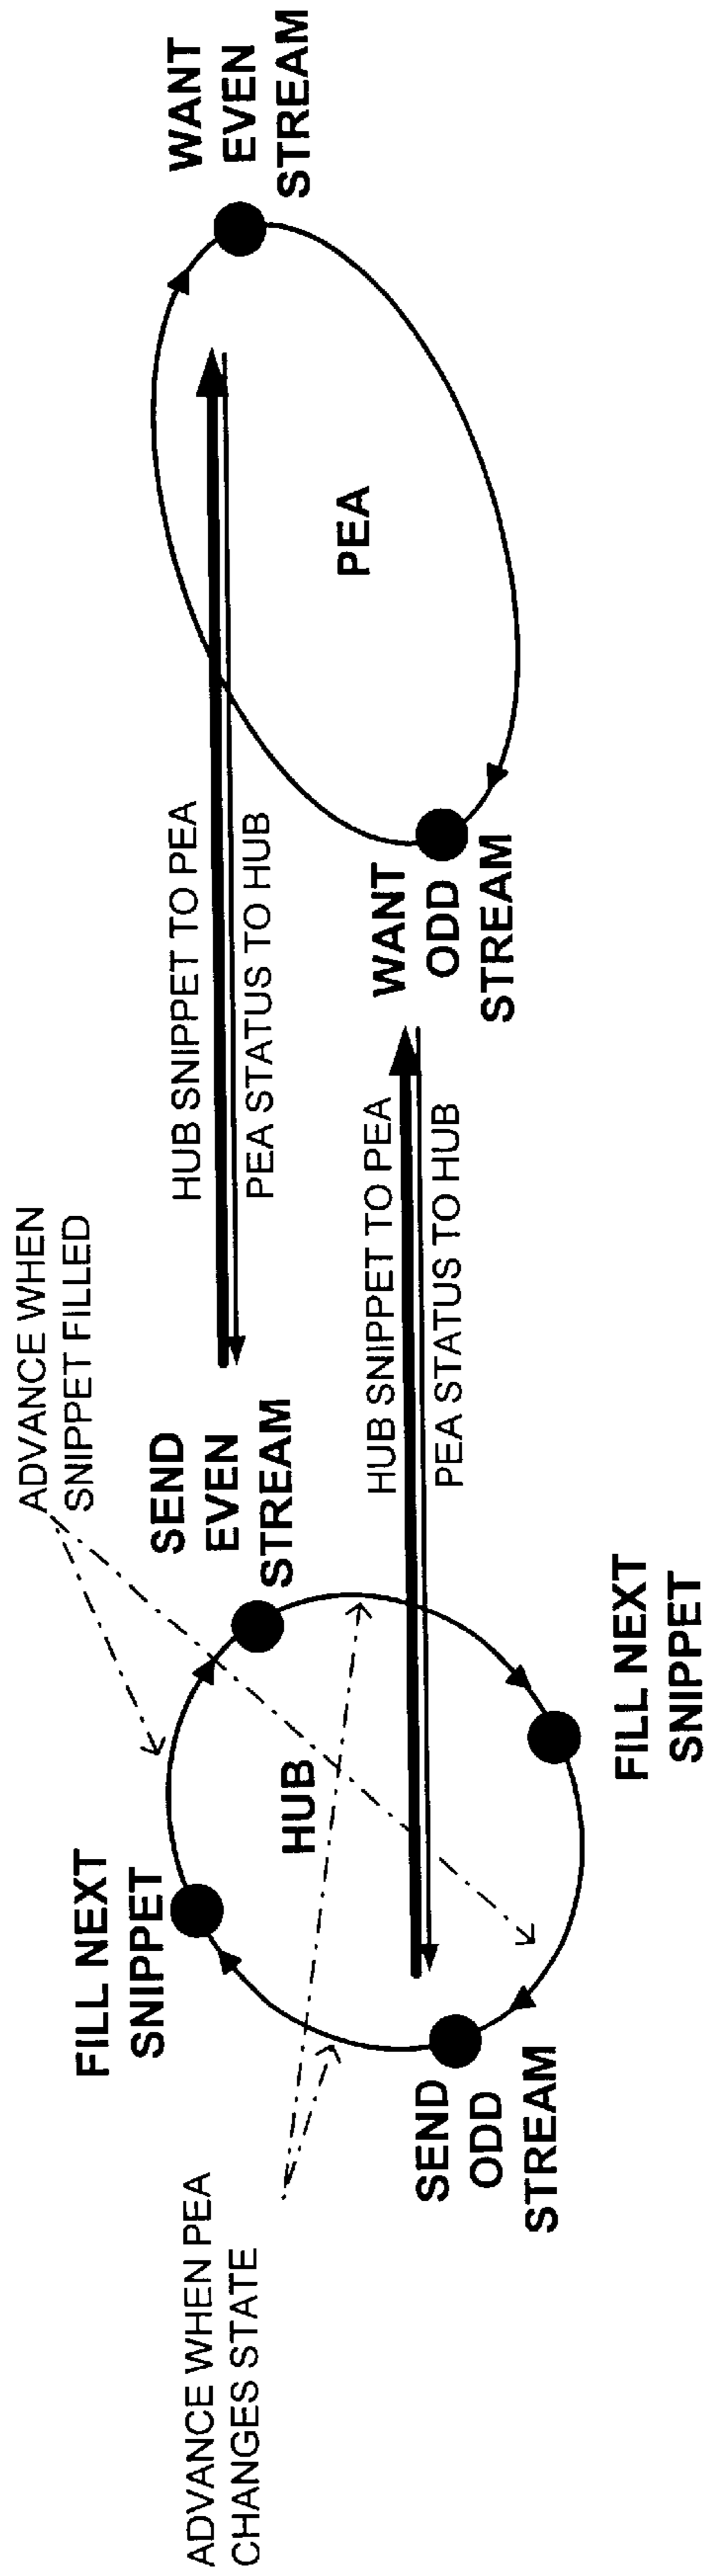 ADVANCE WHEN PEA
CHANGES STATE
FILL NEXT
SNIPPET
SEND
ODD
STREAM
HUB
ADVANCE WHEN
SNIPPET FILLED
SEND
EVEN
STREAM
FILL NEXT
SNIPPET
HUB SNIPPET TO PEA
PEA STATUS TO HUB
HUB SNIPPET TO PEA
PEA STATUS TO HUB
WANT
ODD
STREAM
PEA
WANT
EVEN
STREAM